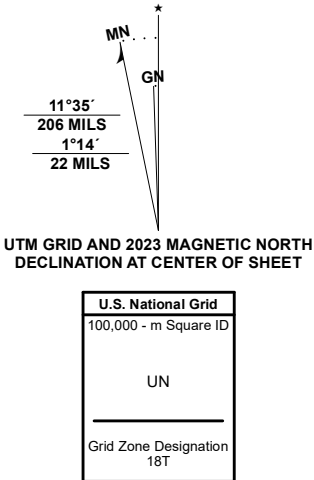 ★
MN
GN
11°35´
206 MILS
1°14´
22 MILS
UTM GRID AND 2023 MAGNETIC NORTH
DECLINATION AT CENTER OF SHEET
U.S. National Grid
100,000 - m Square ID
UN
Grid Zone Designation
18T